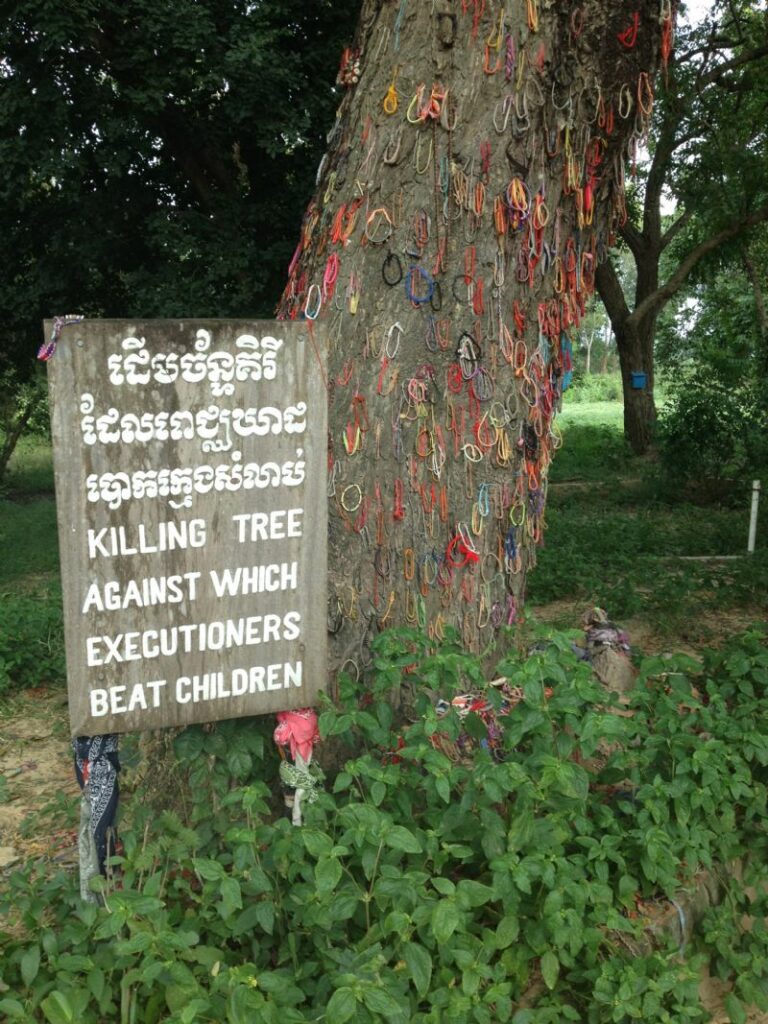 ដើមច័ន្ទគិរី
ដែលពេជ្ឈឃាដ
បោកក្មេងសំលាប់
KILLING TREE
AGAINST WHICH
EXECUTIONERS
BEAT CHILDREN